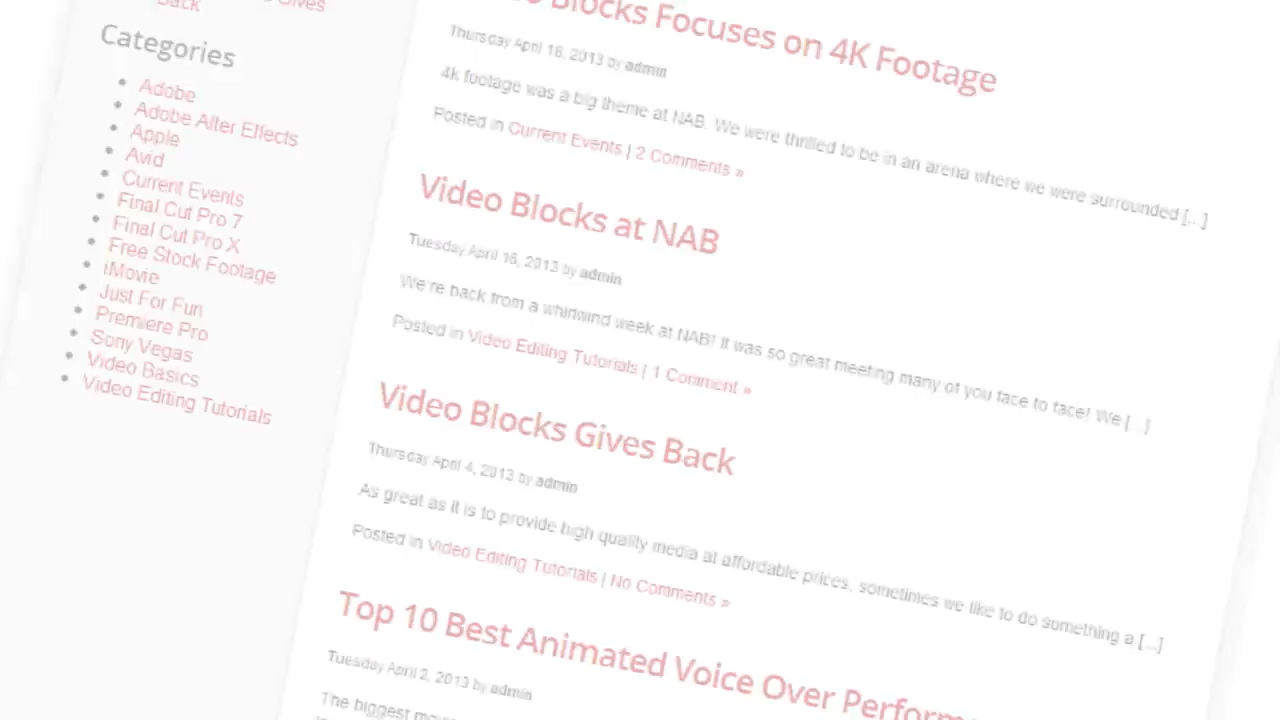 Gives
Back
Categories
Adobe
Adobe After Effects
Apple
Avid
Current Events
Final Cut Pro 7
Final Cut Pro X
Free Stock Footage
iMovie
Just For Fun
Premiere Pro
Sony Vegas
Video Basics
Video Editing Tutorials
Blocks Focuses on 4K Footage
Thursday April 18, 2013 by admin
4k footage was a big theme at NAB. We were thrilled to be in an arena where we were surrounded [...]
Posted in Current Events | 2 Comments »
Video Blocks at NAB
Tuesday April 16, 2013 by admin
We're back from a whirlwind week at NAB! It was so great meeting many of you face to face! We [...]
Posted in Video Editing Tutorials | 1 Comment »
Video Blocks Gives Back
Thursday April 4, 2013 by admin
As great as it is to provide high quality media at affordable prices, sometimes we like to do something a [...]
Posted in Video Editing Tutorials | No Comments »
Top 10 Best Animated Voice Over Perform
Tuesday April 2, 2013 by admin
The biggest